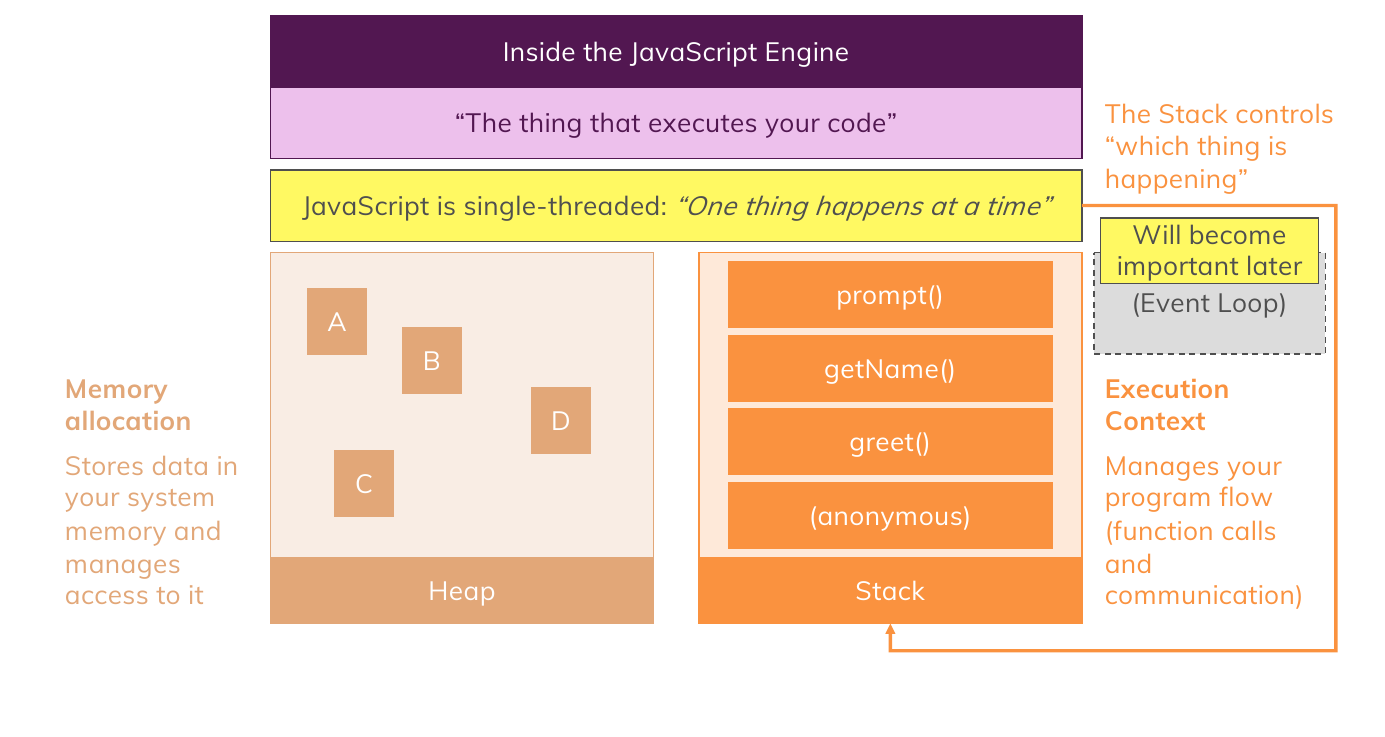 Inside the JavaScript Engine
“The thing that executes your code”
The Stack controls
“which thing is
happening”
JavaScript is single-threaded: “One thing happens at a time”
Will become
important later
(Event Loop)
A
B
D
C
Heap
prompt()
getName()
greet()
(anonymous)
Stack
Memory
allocation
Stores data in
your system
memory and
manages
access to it
Execution
Context
Manages your
program flow
(function calls
and
communication)